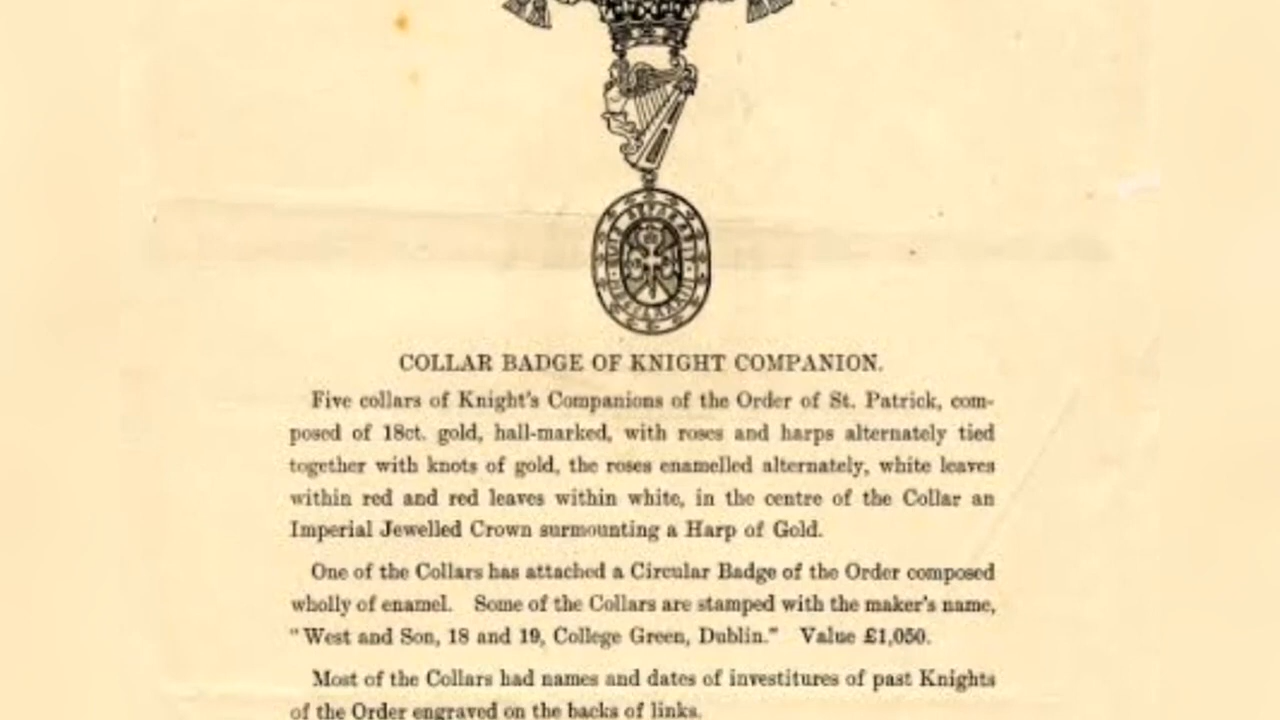 QUIS SEPARABIT
COLLAR BADGE OF KNIGHT COMPANION.
Five collars of Knight's Companions of the Order of St. Patrick, com-
posed of 18ct. gold, hall-marked, with roses and harps alternately tied
together with knots of gold, the roses enamelled alternately, white leaves
within red and red leaves within white, in the centre of the Collar an
Imperial Jewelled Crown surmounting a Harp of Gold.
One of the Collars has attached a Circular Badge of the Order composed
wholly of enamel. Some of the Collars are stamped with the maker's name,
"West and Son, 18 and 19, College Green, Dublin." Value £1,050.
Most of the Collars had names and dates of investitures of past Knights
of the Order engraved on the backs of links.